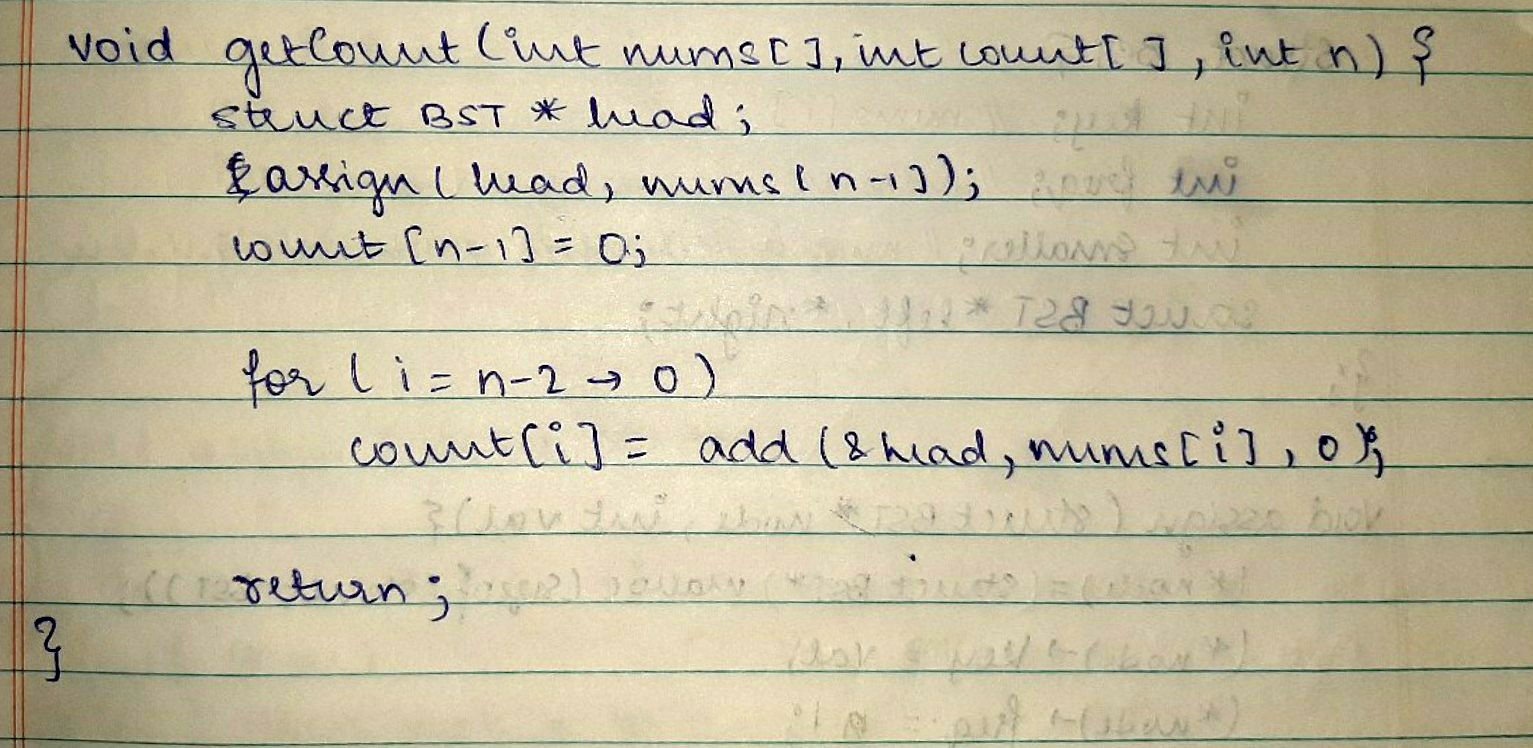 void getCount(int nums[], int count[], int n) {
struct BST * head;
assign(head, nums[n-1]);
count[n-1] = 0;
for (i = n-2 → 0)
count[i] = add(&head, nums[i], 0);
return;
}